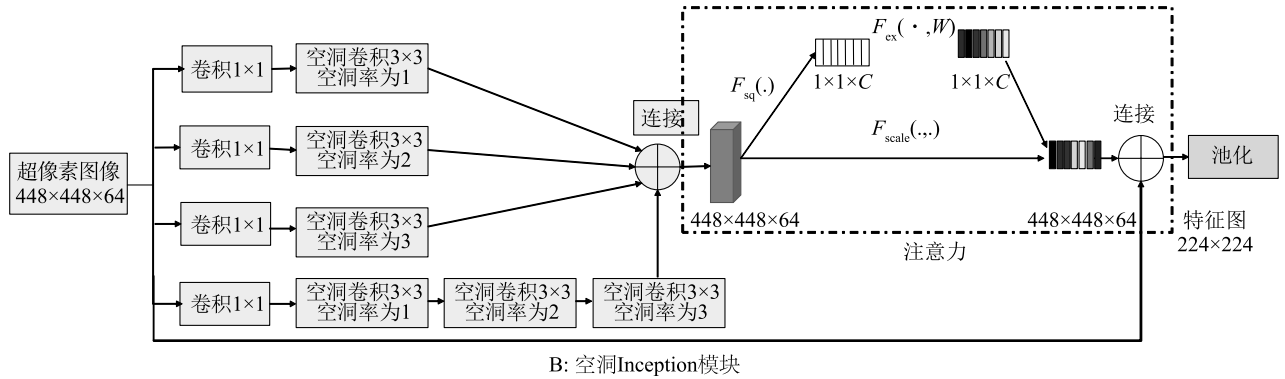 超像素图像
448×448×64
卷积1×1
空洞卷积3×3
空洞率为1
卷积1×1
空洞卷积3×3
空洞率为2
卷积1×1
空洞卷积3×3
空洞率为3
卷积1×1
空洞卷积3×3
空洞率为1
空洞卷积3×3
空洞率为2
空洞卷积3×3
空洞率为3
连接
448×448×64
Fsq(.)
1×1×C
Fex(·,W)
1×1×C
Fscale(.,.)
448×448×64
注意力
连接
池化
特征图
224×224
B: 空洞Inception模块